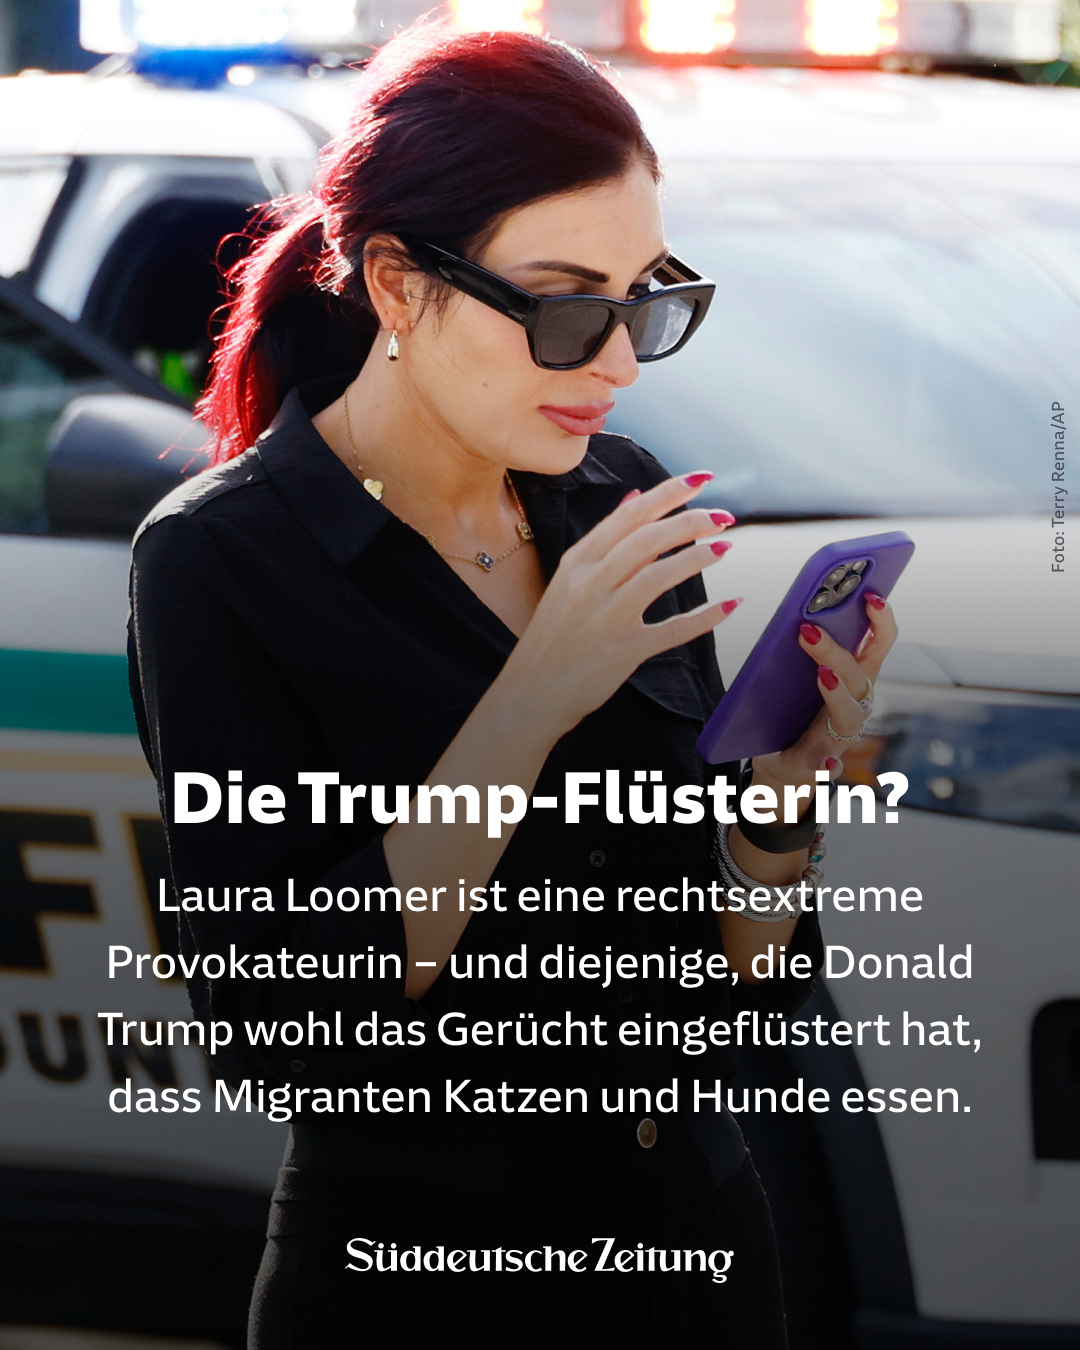 Foto: Terry Renna/AP
Die Trump-Flüsterin?
Laura Loomer ist eine rechtsextreme
Provokateurin – und diejenige, die Donald
Trump wohl das Gerücht eingeflüstert hat,
dass Migranten Katzen und Hunde essen.
Süddeutsche Zeitung